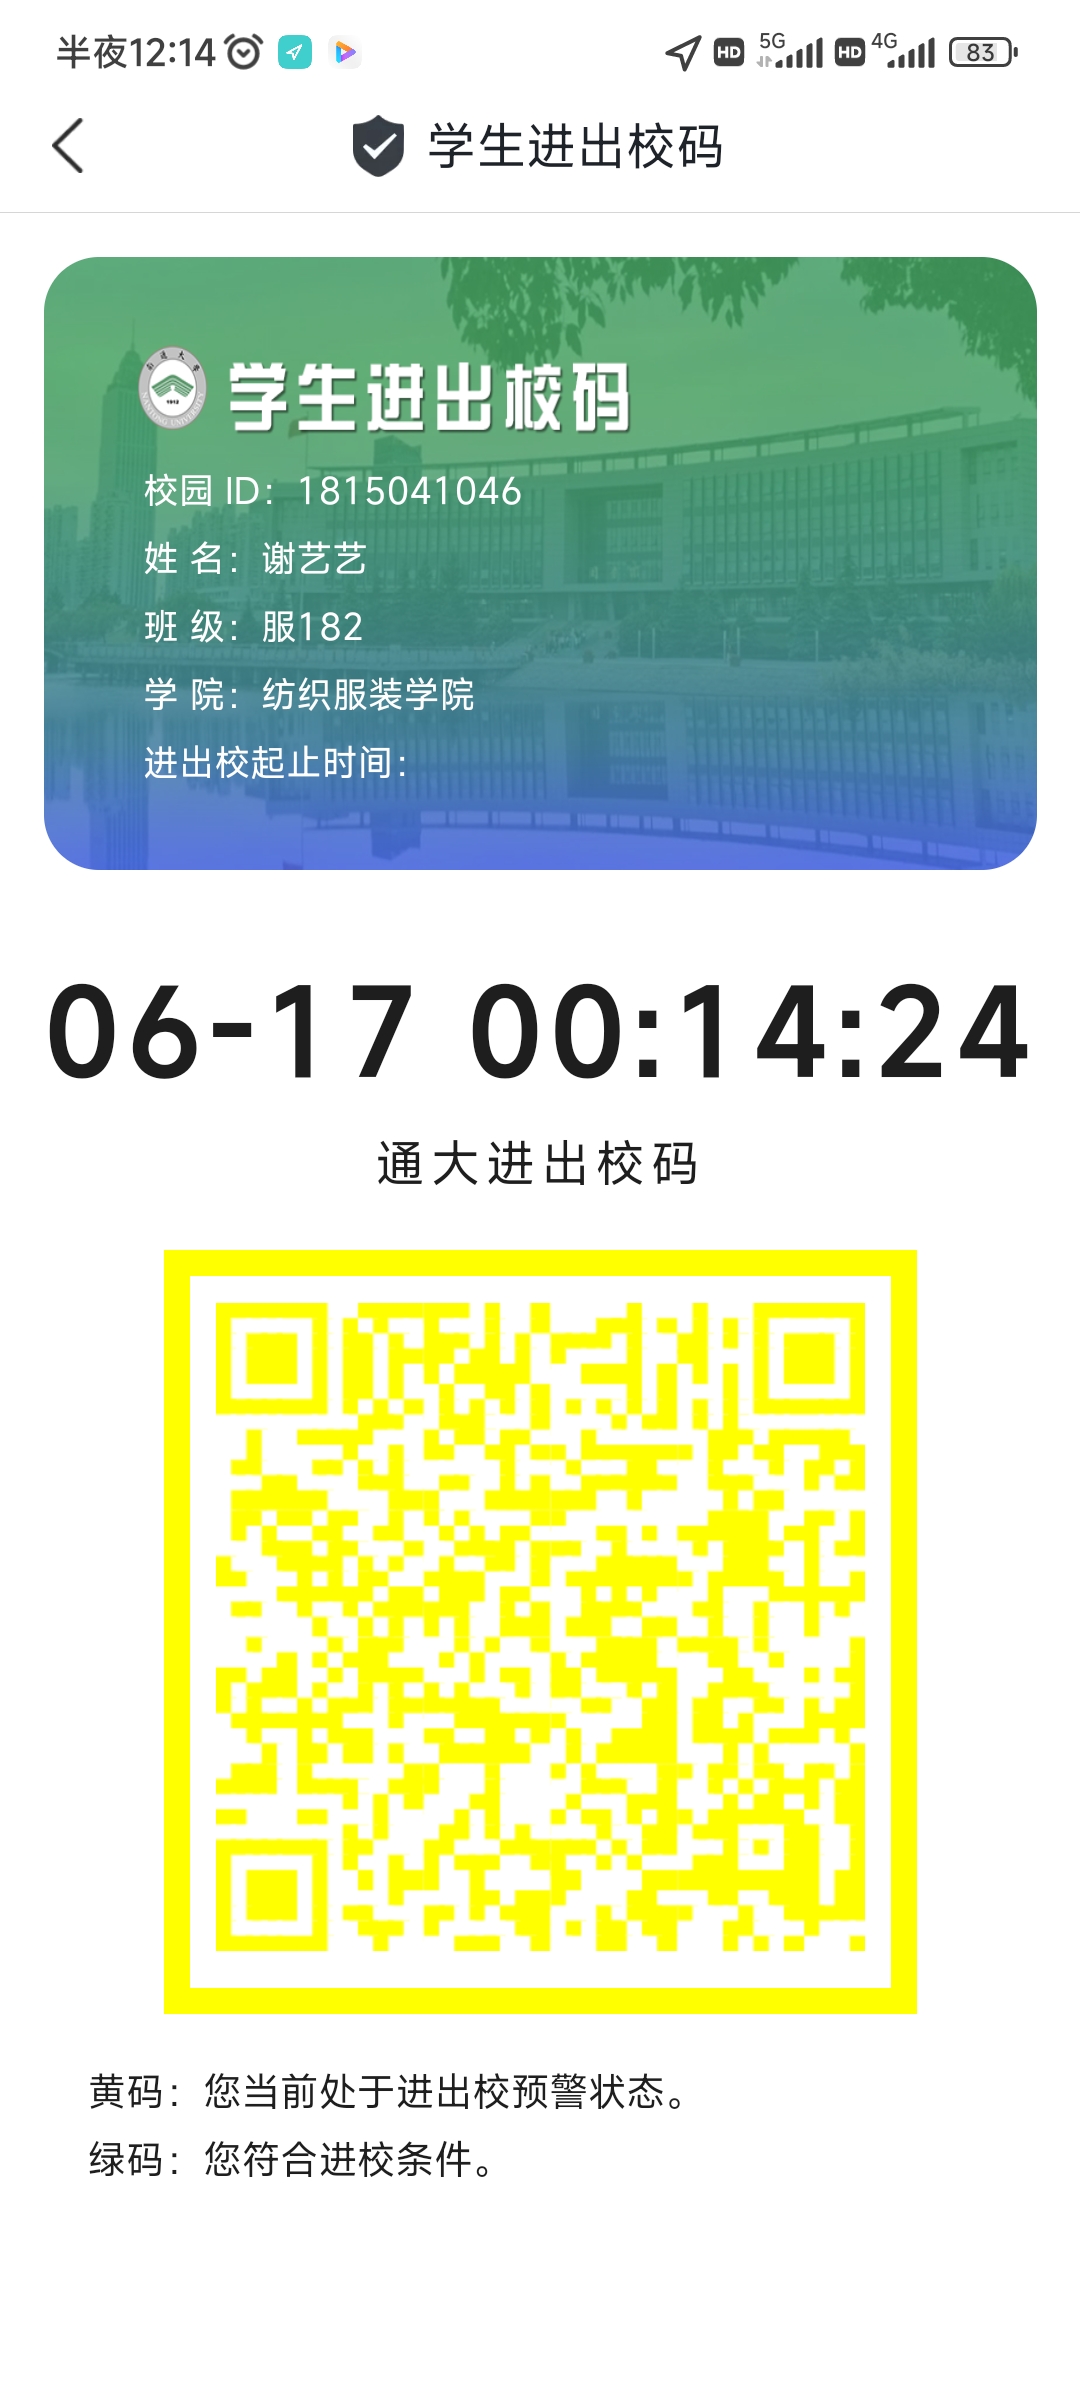 半夜12:14 HD 5G HD 4G 83
学生进出校码
学生进出校码
校园 ID：1815041046
姓 名：谢艺艺
班 级：服182
学 院：纺织服装学院
进出校起止时间：
06-17 00:14:24
通大进出校码
黄码：您当前处于进出校预警状态。
绿码：您符合进校条件。